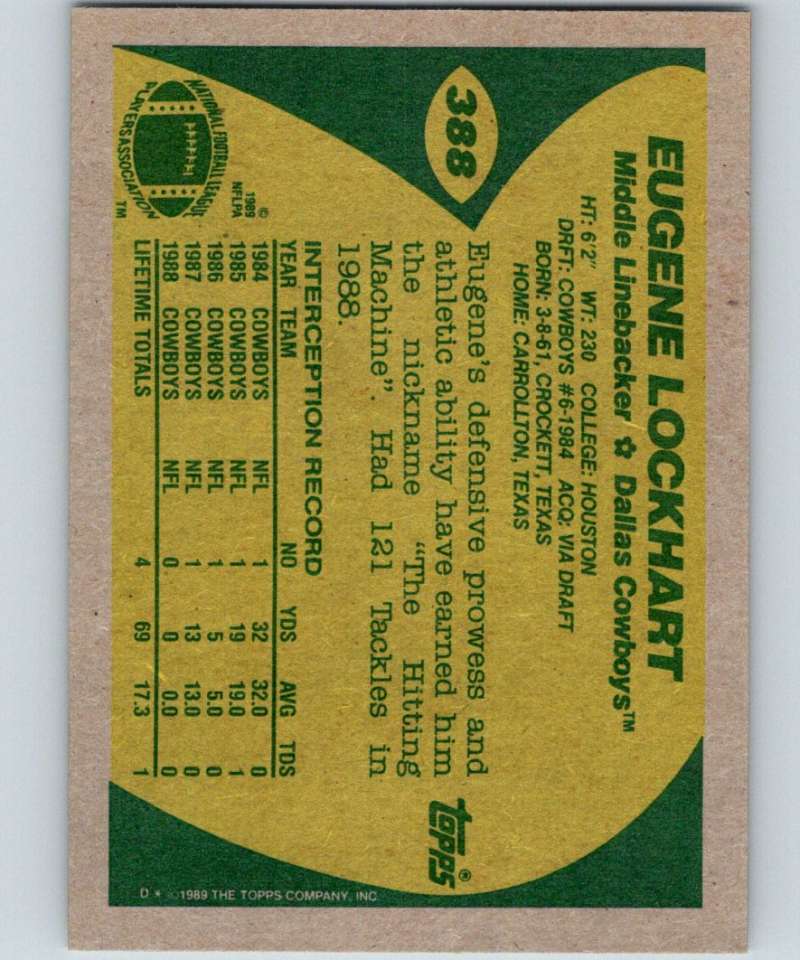 388
EUGENE LOCKHART
Middle Linebacker ✿ Dallas Cowboys™
HT: 6'2" WT: 230 COLLEGE: HOUSTON
DRFT: COWBOYS #6-1984 ACQ: VIA DRAFT
BORN: 3-8-61, CROCKETT, TEXAS
HOME: CARROLLTON, TEXAS
Eugene's defensive prowess and
athletic ability have earned him
the nickname "The Hitting
Machine". Had 121 Tackles in
1988.
topps®
NATIONAL FOOTBALL LEAGUE
PLAYERS ASSOCIATION
TM
©
1989
NFLPA
INTERCEPTION RECORD
YEAR TEAM NO YDS AVG TDS
1984 COWBOYS NFL 1 32 32.0 0
1985 COWBOYS NFL 1 19 19.0 1
1986 COWBOYS NFL 1 5 5.0 0
1987 COWBOYS NFL 1 13 13.0 0
1988 COWBOYS NFL 0 0 0.0 0
LIFETIME TOTALS 4 69 17.3 1
D * ©1989 THE TOPPS COMPANY, INC.